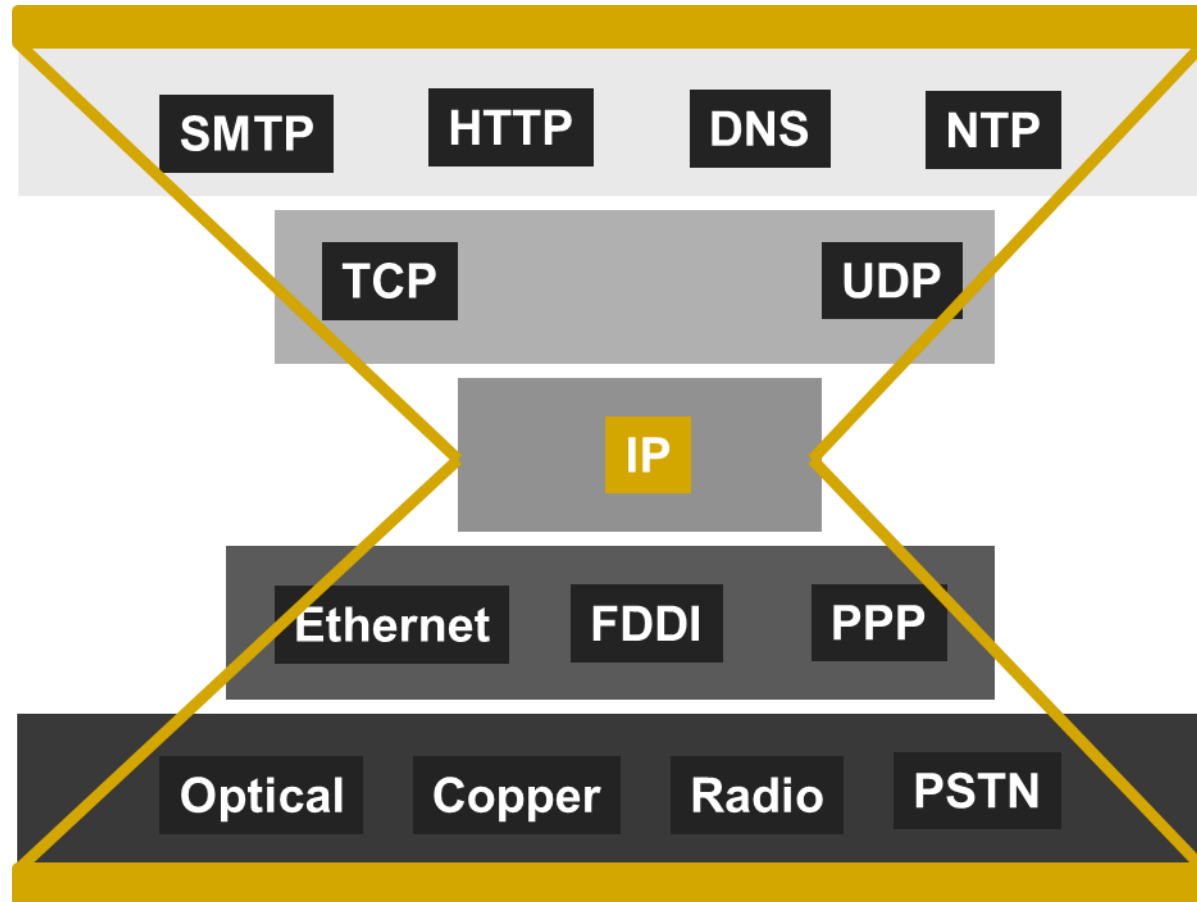 SMTP HTTP DNS NTP
TCP UDP
IP
Ethernet FDDI PPP
Optical Copper Radio PSTN